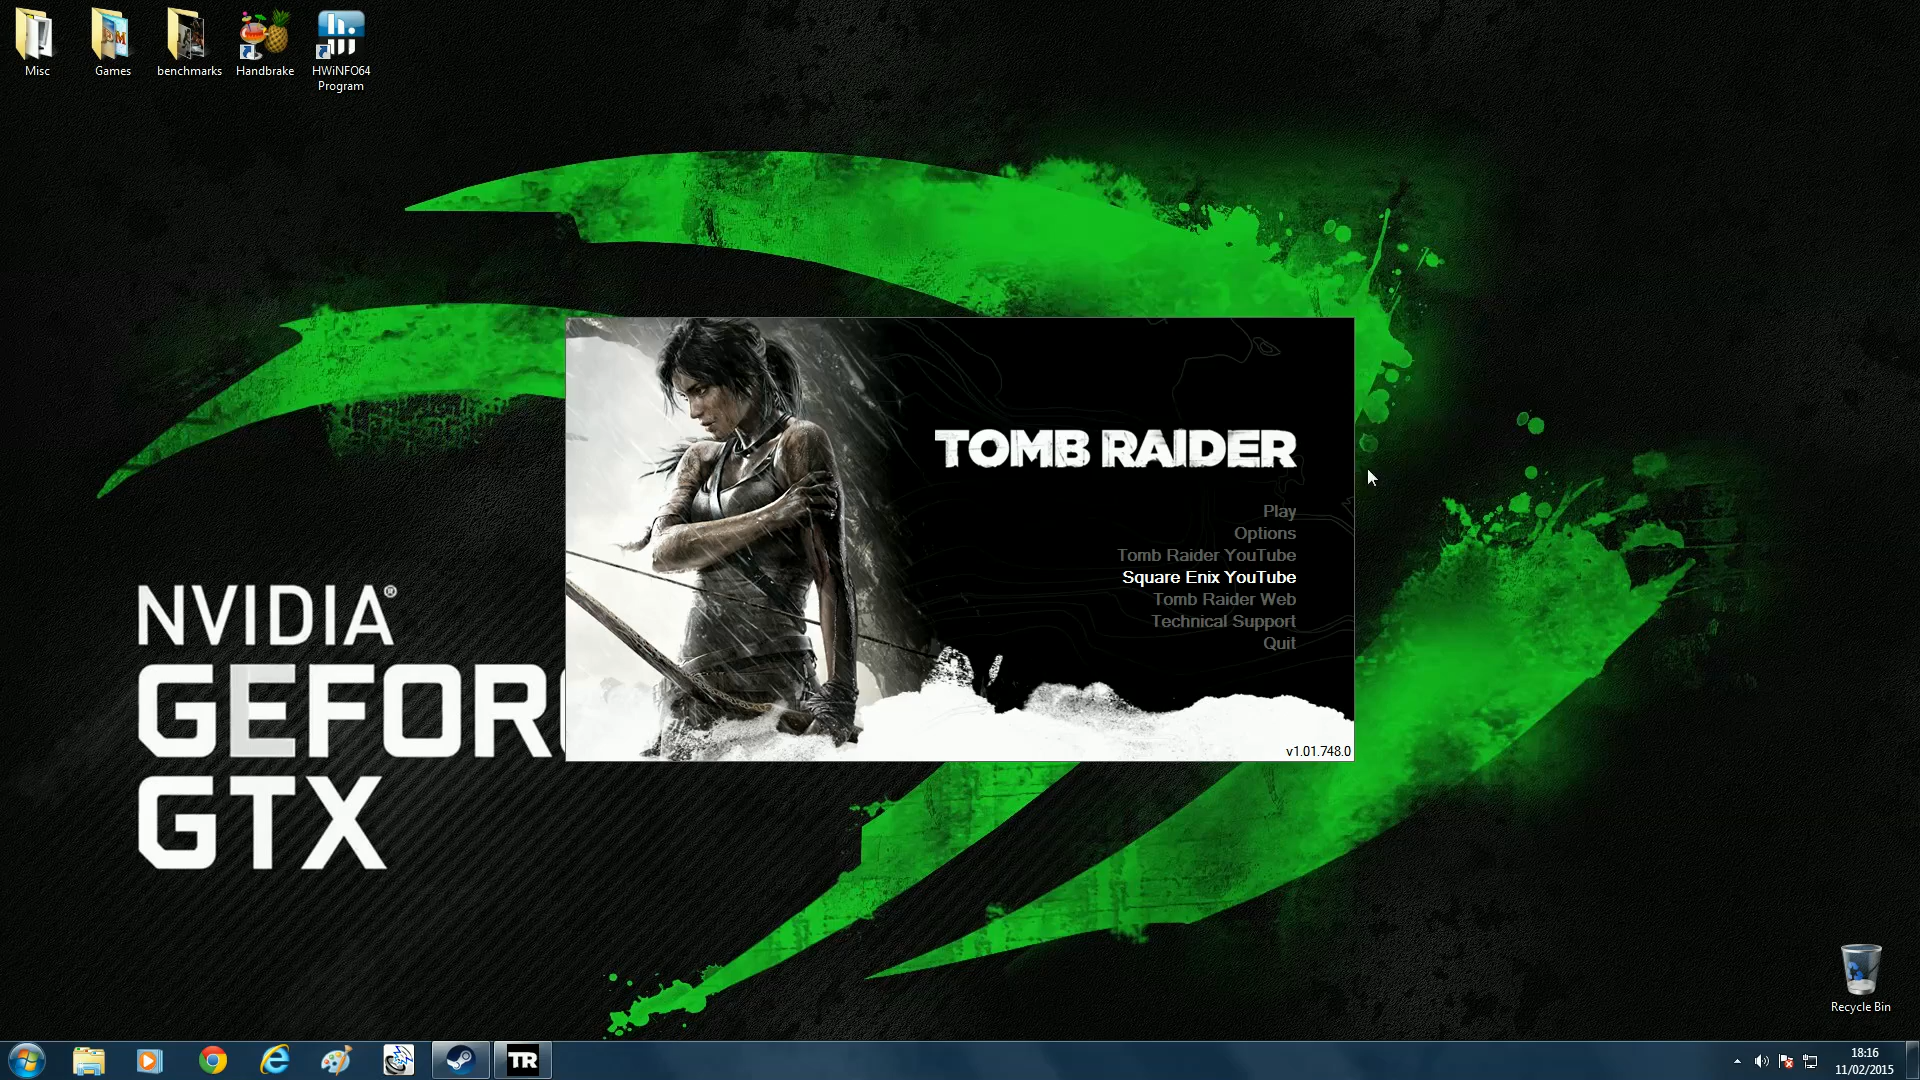 Misc
Games
benchmarks
Handbrake
HWiNFO64
Program
TOMB RAIDER
Play
Options
Tomb Raider YouTube
Square Enix YouTube
Tomb Raider Web
Technical Support
Quit
v1.01.748.0
NVIDIA®
GEFOR
GTX
Recycle Bin
TR
18:16
11/02/2015